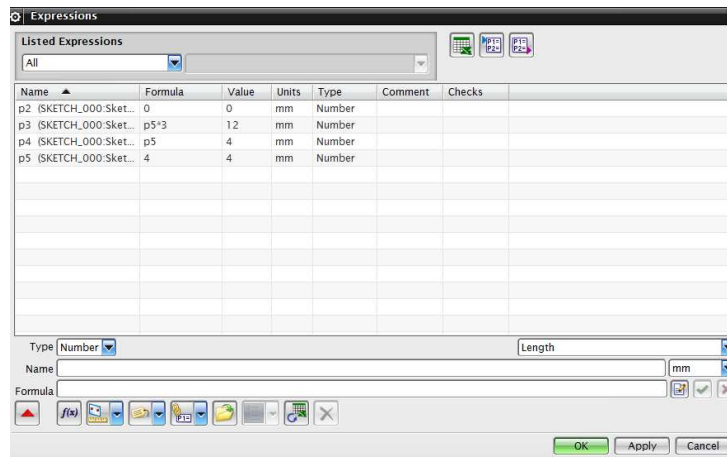 Expressions
Listed Expressions
All
Name Formula Value Units Type Comment Checks
p2 (SKETCH_000:Sket... 0 0 mm Number
p3 (SKETCH_000:Sket... p5*3 12 mm Number
p4 (SKETCH_000:Sket... p5 4 mm Number
p5 (SKETCH_000:Sket... 4 4 mm Number
Type Number Length
Name mm
Formula
f(x) P1=
OK Apply Cancel